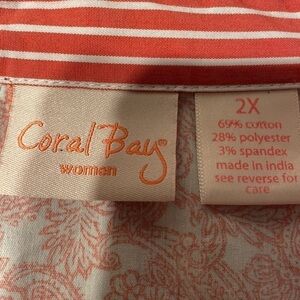 Coral Bay
women
2X
69% cotton
28% polyester
3% spandex
made in india
see reverse for
care